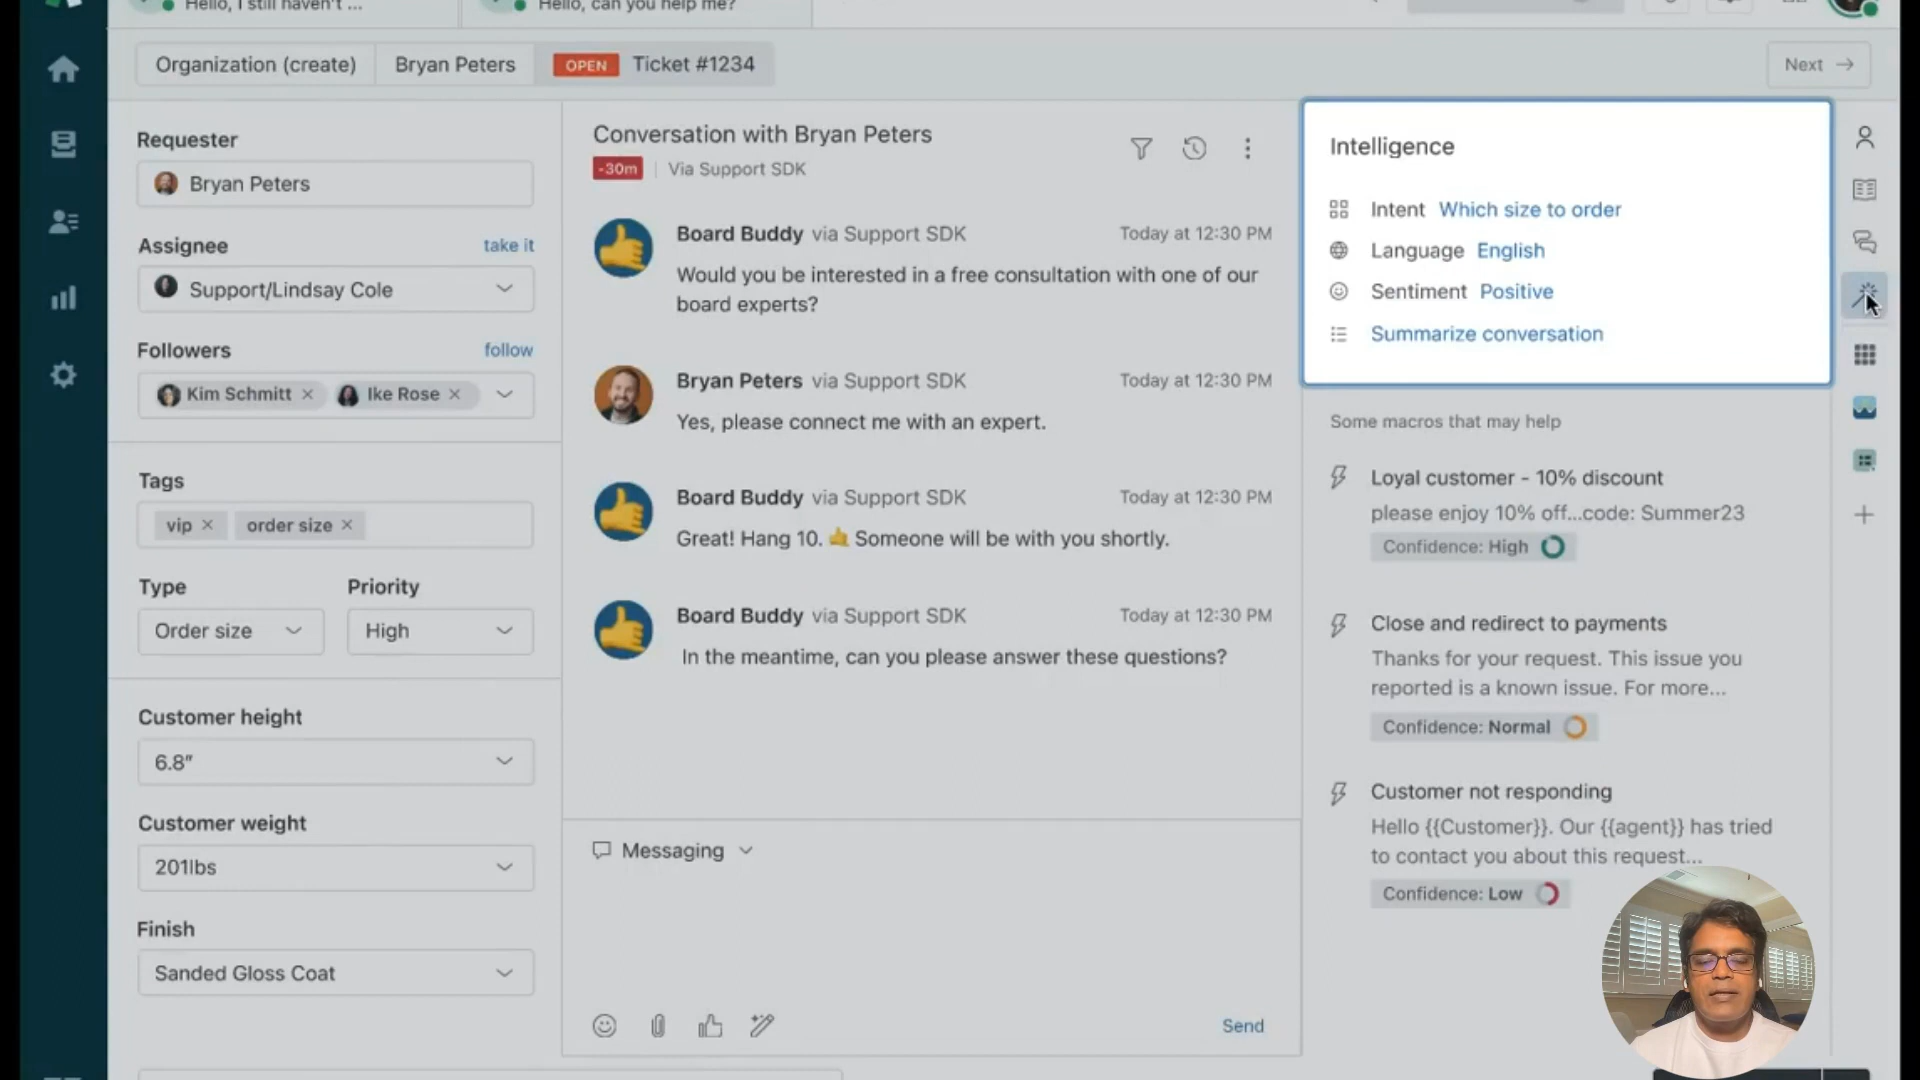 Hello, I still haven't ...
Hello, can you help me?
Organization (create)
Bryan Peters
OPEN Ticket #1234
Next →
Requester
Bryan Peters
Assignee take it
Support/Lindsay Cole
Followers follow
Kim Schmitt × Ike Rose ×
Tags
vip × order size ×
Type Priority
Order size High
Customer height
6.8"
Customer weight
201lbs
Finish
Sanded Gloss Coat
Conversation with Bryan Peters
-30m Via Support SDK
Board Buddy via Support SDK Today at 12:30 PM
Would you be interested in a free consultation with one of our
board experts?
Bryan Peters via Support SDK Today at 12:30 PM
Yes, please connect me with an expert.
Board Buddy via Support SDK Today at 12:30 PM
Great! Hang 10. 🤙 Someone will be with you shortly.
Board Buddy via Support SDK Today at 12:30 PM
In the meantime, can you please answer these questions?
Messaging
Send
Intelligence
Intent Which size to order
Language English
Sentiment Positive
Summarize conversation
Some macros that may help
Loyal customer - 10% discount
please enjoy 10% off...code: Summer23
Confidence: High
Close and redirect to payments
Thanks for your request. This issue you
reported is a known issue. For more...
Confidence: Normal
Customer not responding
Hello {{Customer}}. Our {{agent}} has tried
to contact you about this request...
Confidence: Low